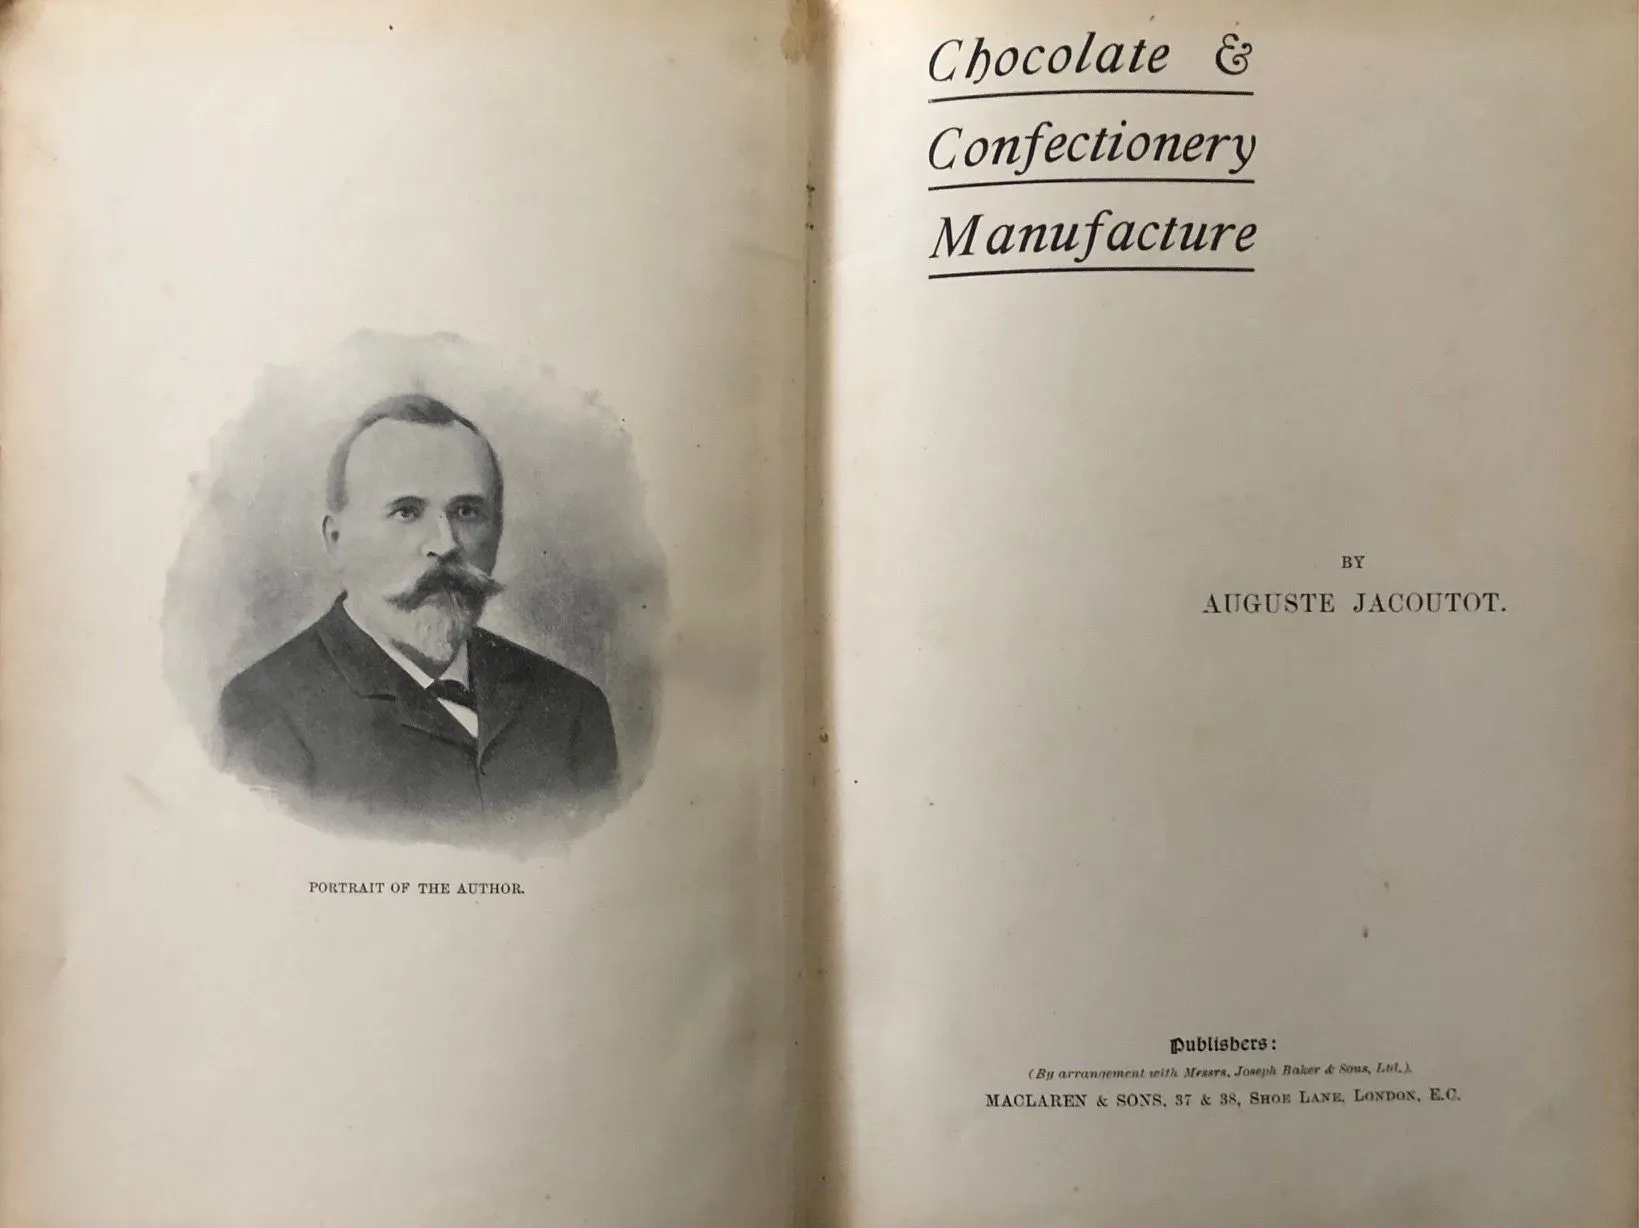 PORTRAIT OF THE AUTHOR.
Chocolate &
Confectionery
Manufacture
BY
AUGUSTE JACOUTOT.
Publishers:
(By arrangement with Messrs. Joseph Baker & Sons, Ltd.).
MACLAREN & SONS, 37 & 38, SHOE LANE, LONDON, E.C.